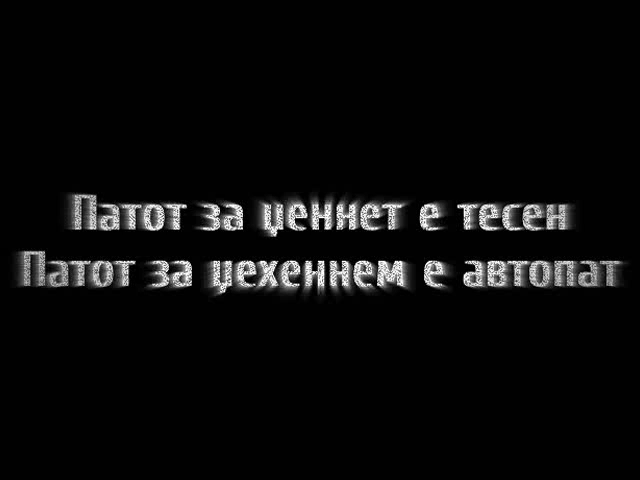 Патот за џеннет е тесен
Патот за џехеннем е автопат